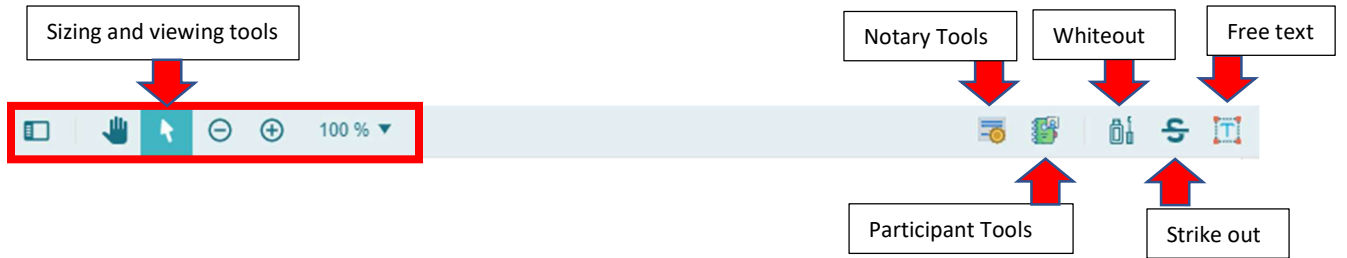 Sizing and viewing tools
Notary Tools
Whiteout
Free text
100 %
S
T
Participant Tools
Strike out